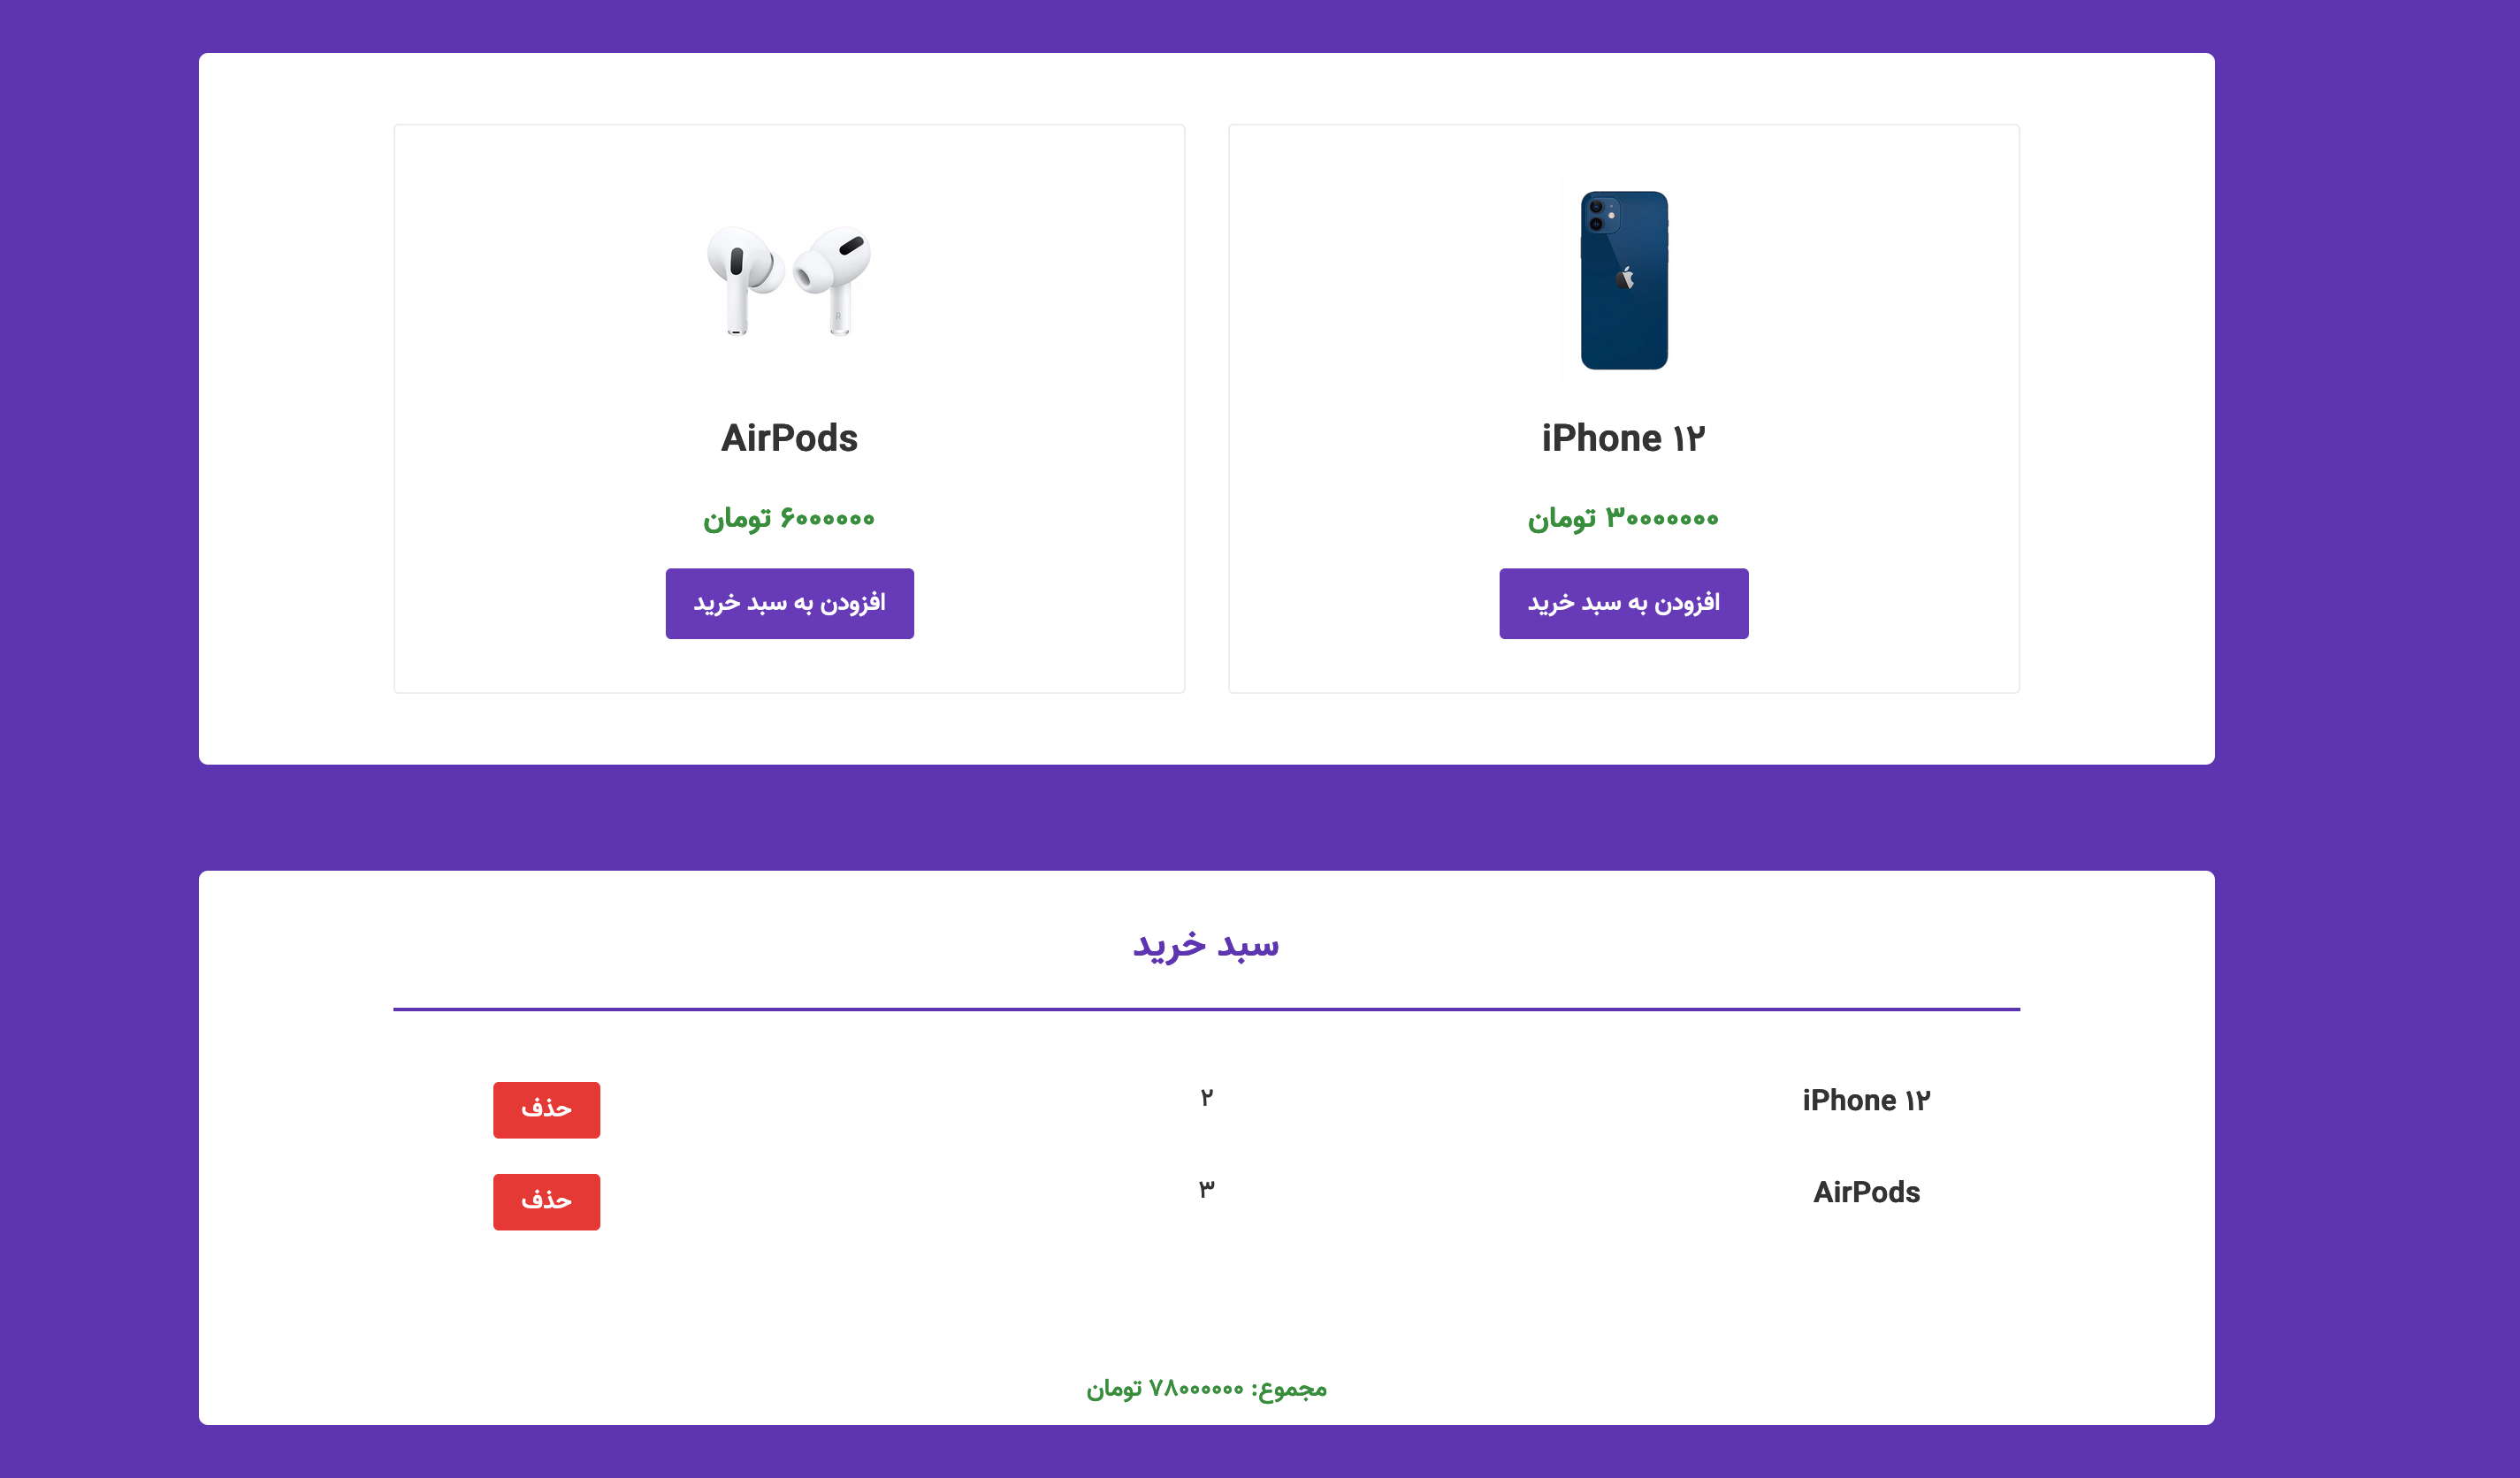 iPhone ۱۲
۳۰۰۰۰۰۰۰ تومان
افزودن به سبد خرید
AirPods
۶۰۰۰۰۰۰ تومان
افزودن به سبد خرید
سبد خرید
iPhone ۱۲ ۲ حذف
AirPods ۳ حذف
مجموع: ۷۸۰۰۰۰۰۰ تومان